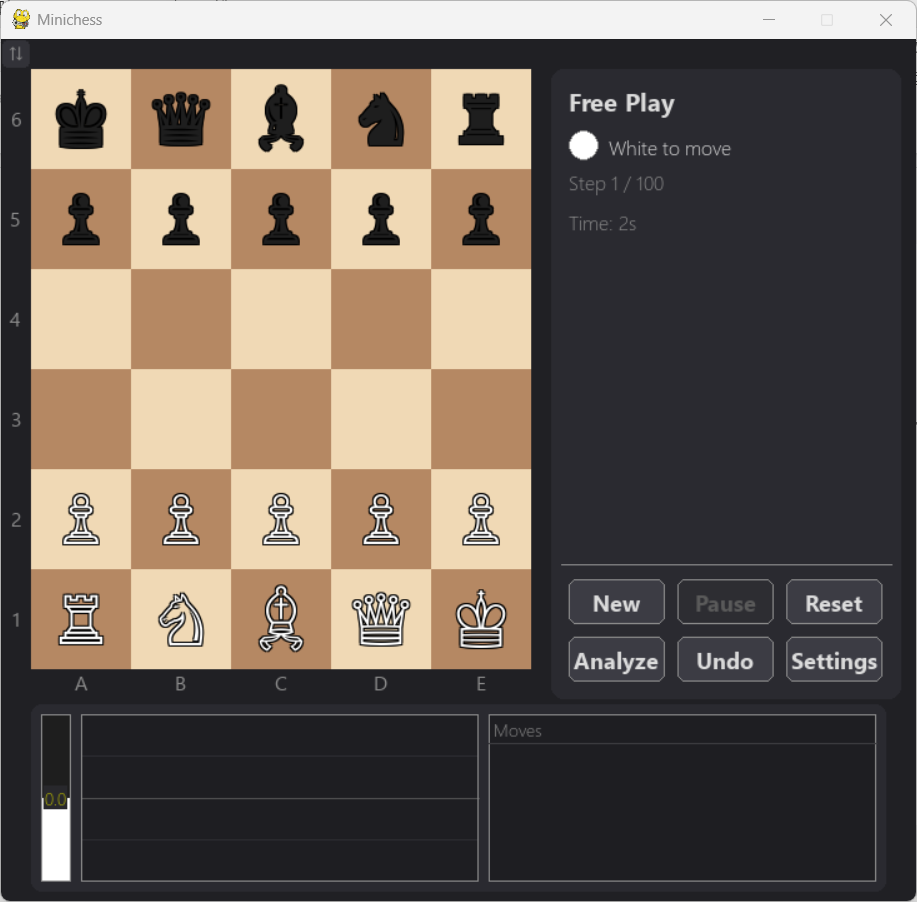 Minichess
6
5
4
3
2
1
A B C D E
Free Play
White to move
Step 1 / 100
Time: 2s
New Pause Reset
Analyze Undo Settings
0.0
Moves